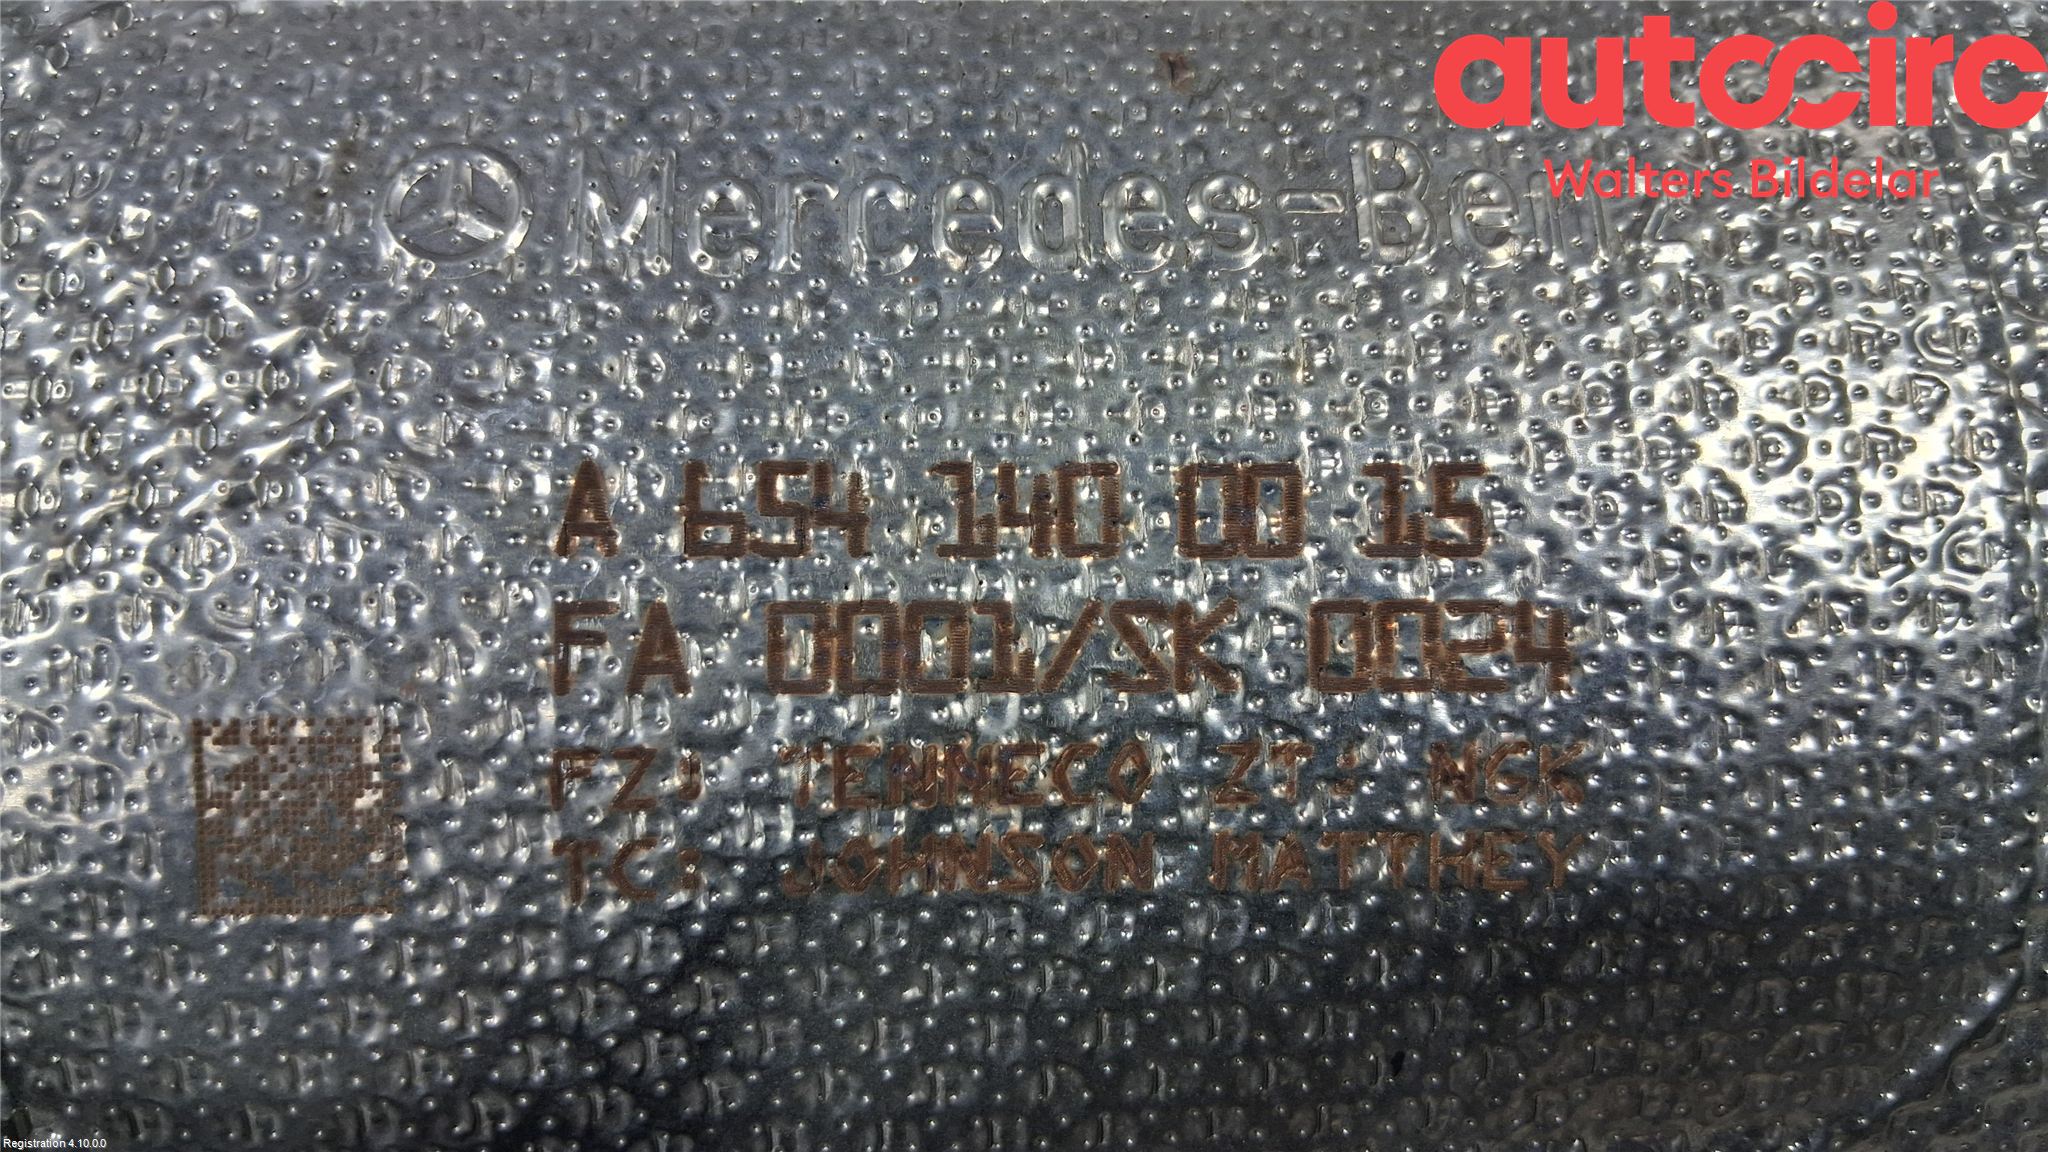 autocirc
Walters Bildelar
Mercedes-Benz
A 654 140 00 15
FA 0001/SK 0024
FZ: TENNECO ZT: NGK
TC: JOHNSON MATTHEY
Registration 4.10.0.0